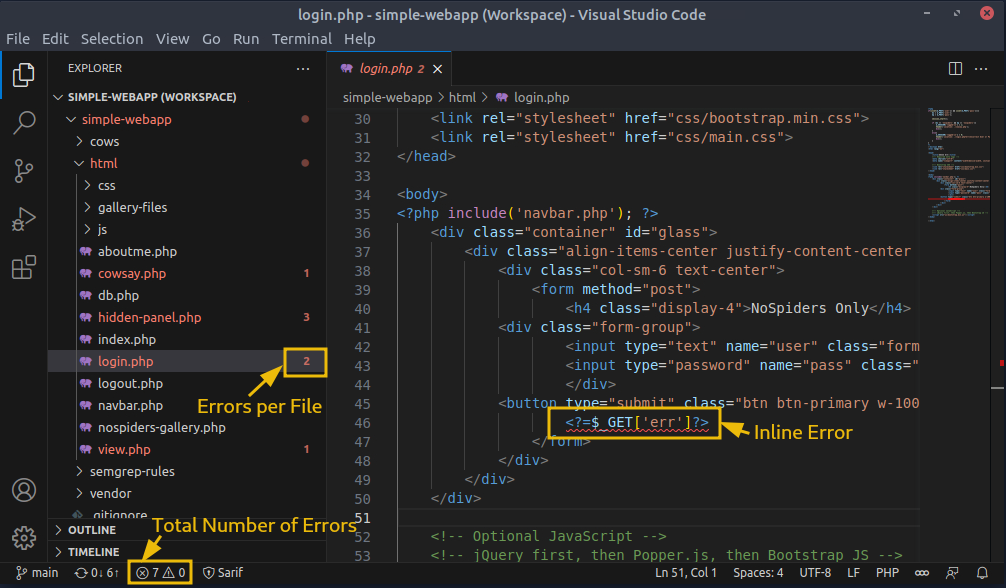 login.php - simple-webapp (Workspace) - Visual Studio Code
File Edit Selection View Go Run Terminal Help
EXPLORER ...
SIMPLE-WEBAPP (WORKSPACE)
simple-webapp
cows
html
css
gallery-files
js
aboutme.php
cowsay.php 1
db.php
hidden-panel.php 3
index.php
login.php 2
logout.php
Errors per File
navbar.php
nospiders-gallery.php
view.php 1
semgrep-rules
vendor
.gitignore
OUTLINE
Total Number of Errors
TIMELINE
login.php 2
simple-webapp > html > login.php
30 <link rel="stylesheet" href="css/bootstrap.min.css">
31 <link rel="stylesheet" href="css/main.css">
32 </head>
33
34 <body>
35 <?php include('navbar.php'); ?>
36 <div class="container" id="glass">
37 <div class="align-items-center justify-content-center
38 <div class="col-sm-6 text-center">
39 <form method="post">
40 <h4 class="display-4">NoSpiders Only</h4>
41 <div class="form-group">
42 <input type="text" name="user" class="form
43 <input type="password" name="pass" class="
44 </div>
45 <button type="submit" class="btn btn-primary w-100
46 <?=$_GET['err']?>
Inline Error
47 </form>
48 </div>
49 </div>
50 </div>
51
52 <!-- Optional JavaScript -->
53 <!-- jQuery first, then Popper.js, then Bootstrap JS -->
main 0↓ 6↑ 7 0 Sarif Ln 51, Col 1 Spaces: 4 UTF-8 LF PHP